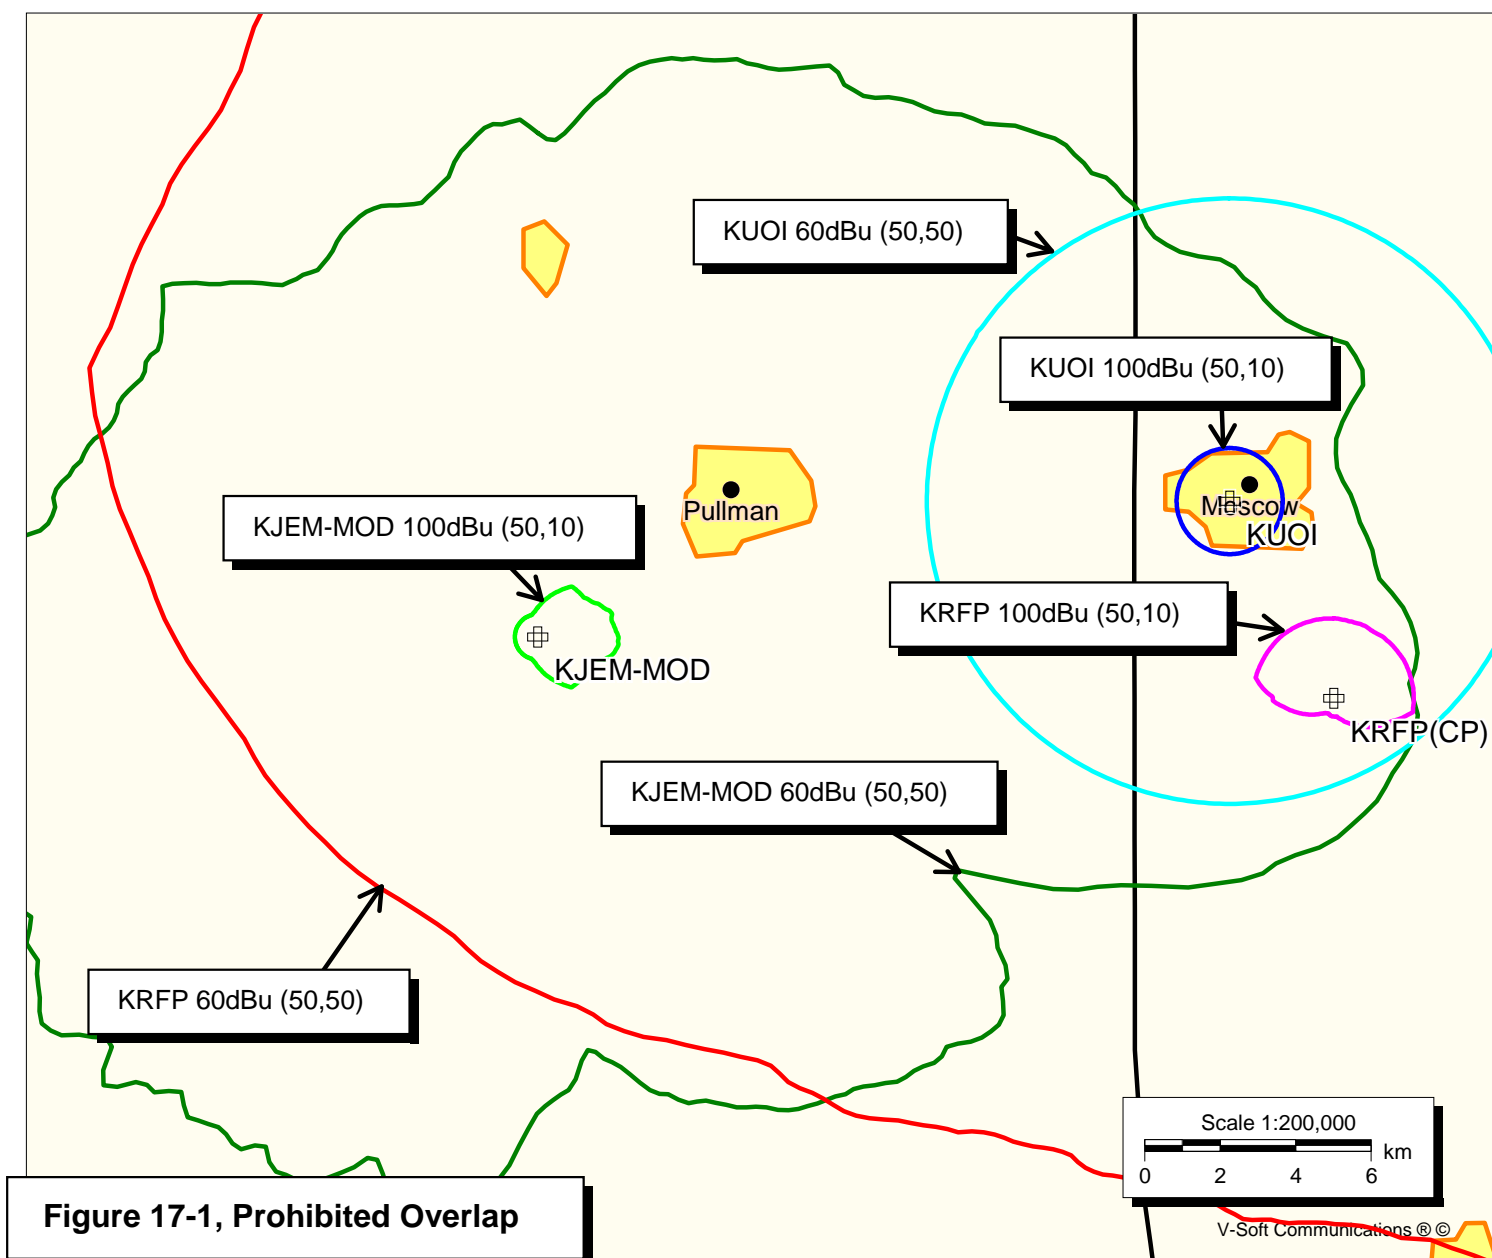 KUOI 60dBu (50,50)
KUOI 100dBu (50,10)
Pullman
Moscow
KUOI
KJEM-MOD 100dBu (50,10)
KRFP 100dBu (50,10)
KJEM-MOD
KRFP(CP)
KJEM-MOD 60dBu (50,50)
KRFP 60dBu (50,50)
Scale 1:200,000
km
0 2 4 6
Figure 17-1, Prohibited Overlap
V-Soft Communications ® ©